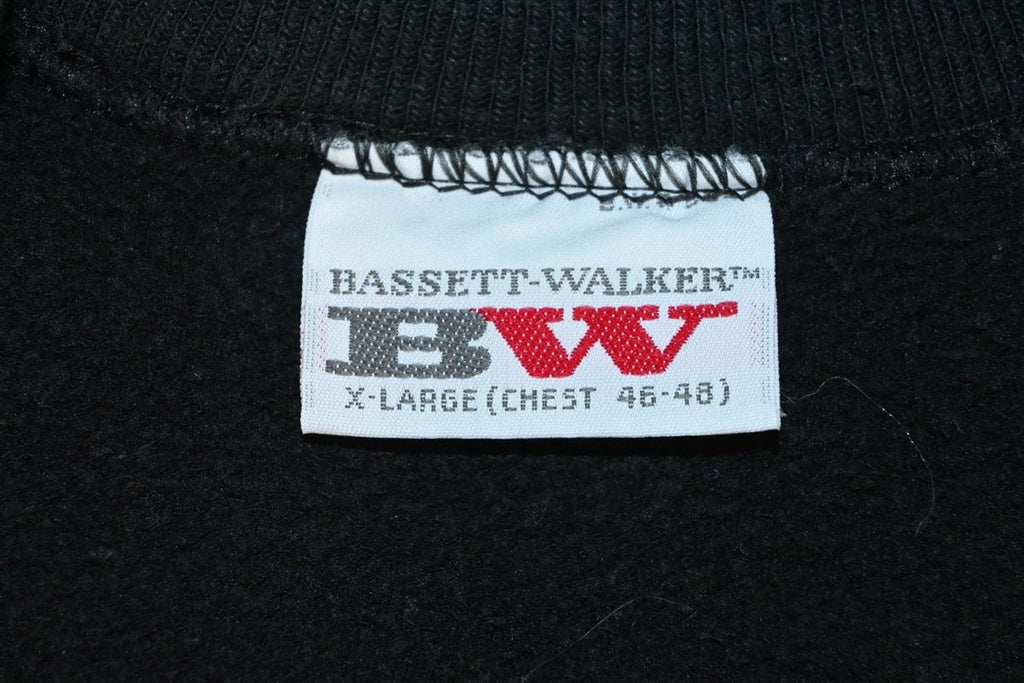 BASSETT-WALKER™
BW
X-LARGE (CHEST 46-48)